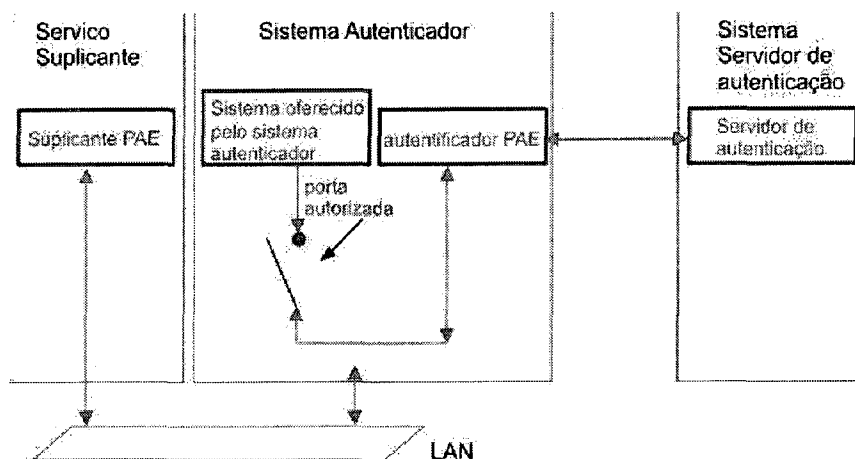 Servico
Suplicante
Sistema Autenticador
Sistema
Servidor de
autenticação
Suplicante PAE
Sistema oferecido
pelo sistema
autenticador
autentificador PAE
Servidor de
autenticação
porta
autorizada
LAN